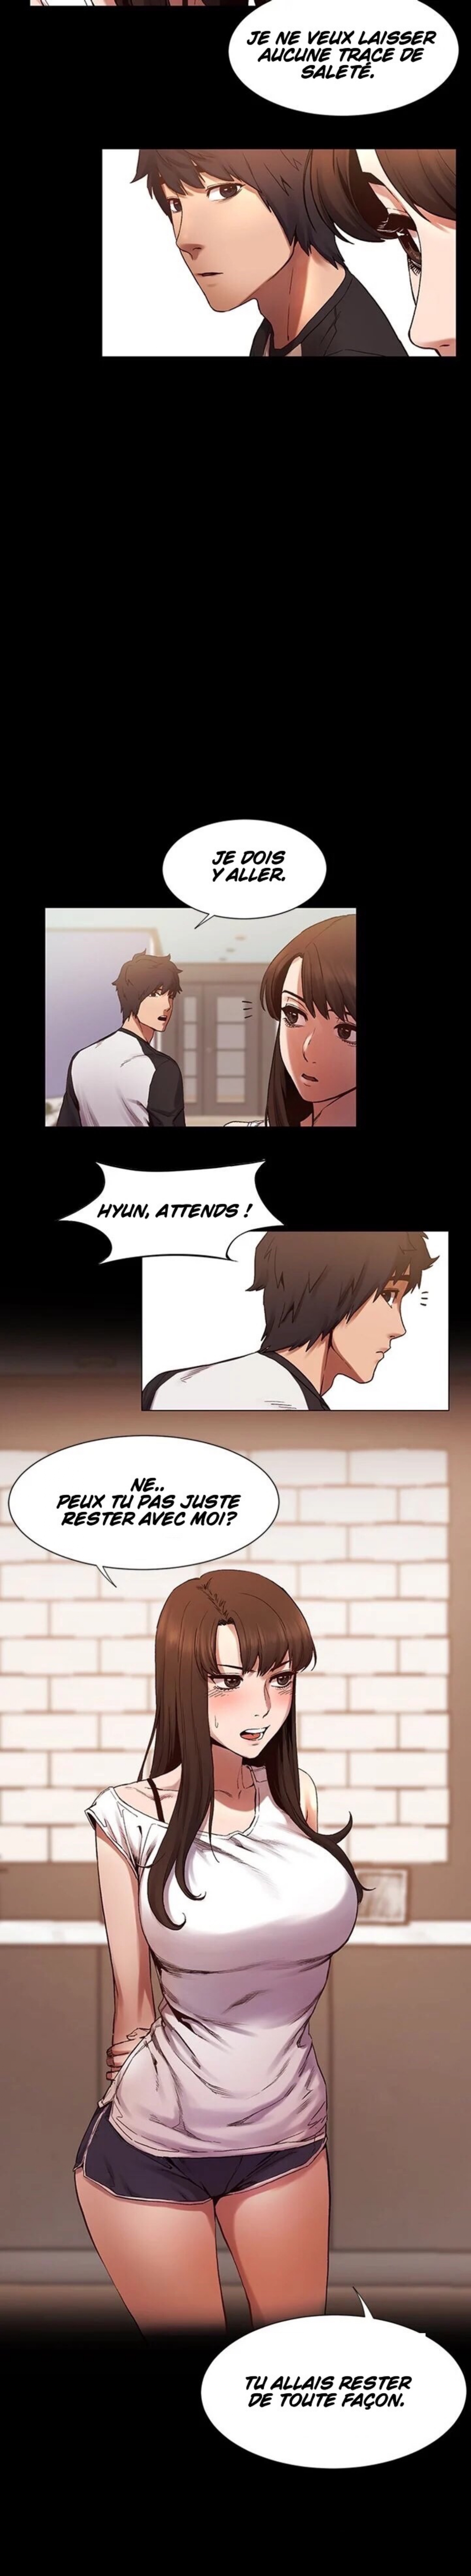 JE NE VEUX LAISSER
AUCUNE TRACE DE
SALETÉ.
JE DOIS
Y ALLER.
HYUN, ATTENDS !
NE..
PEUX TU PAS JUSTE
RESTER AVEC MOI?
TU ALLAIS RESTER
DE TOUTE FAÇON.